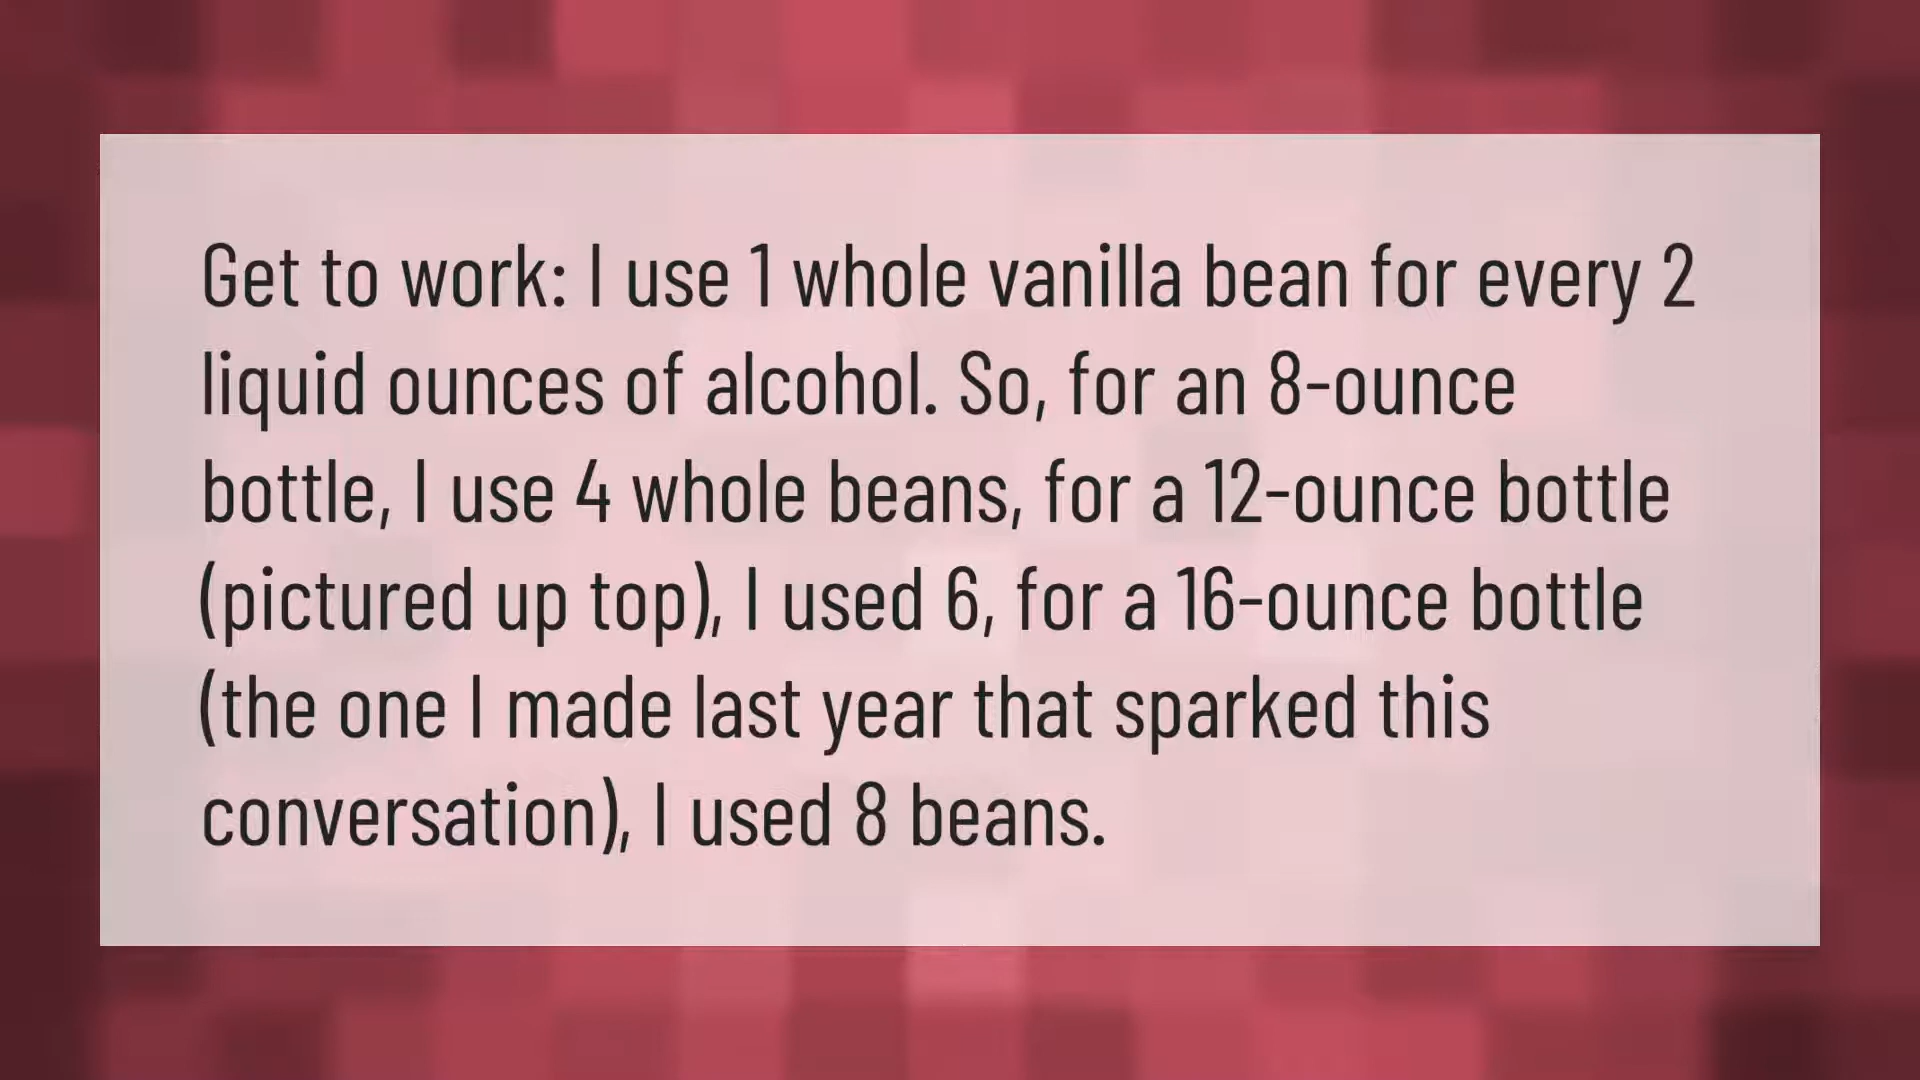 Get to work: I use 1 whole vanilla bean for every 2
liquid ounces of alcohol. So, for an 8-ounce
bottle, I use 4 whole beans, for a 12-ounce bottle
(pictured up top), I used 6, for a 16-ounce bottle
(the one I made last year that sparked this
conversation), I used 8 beans.